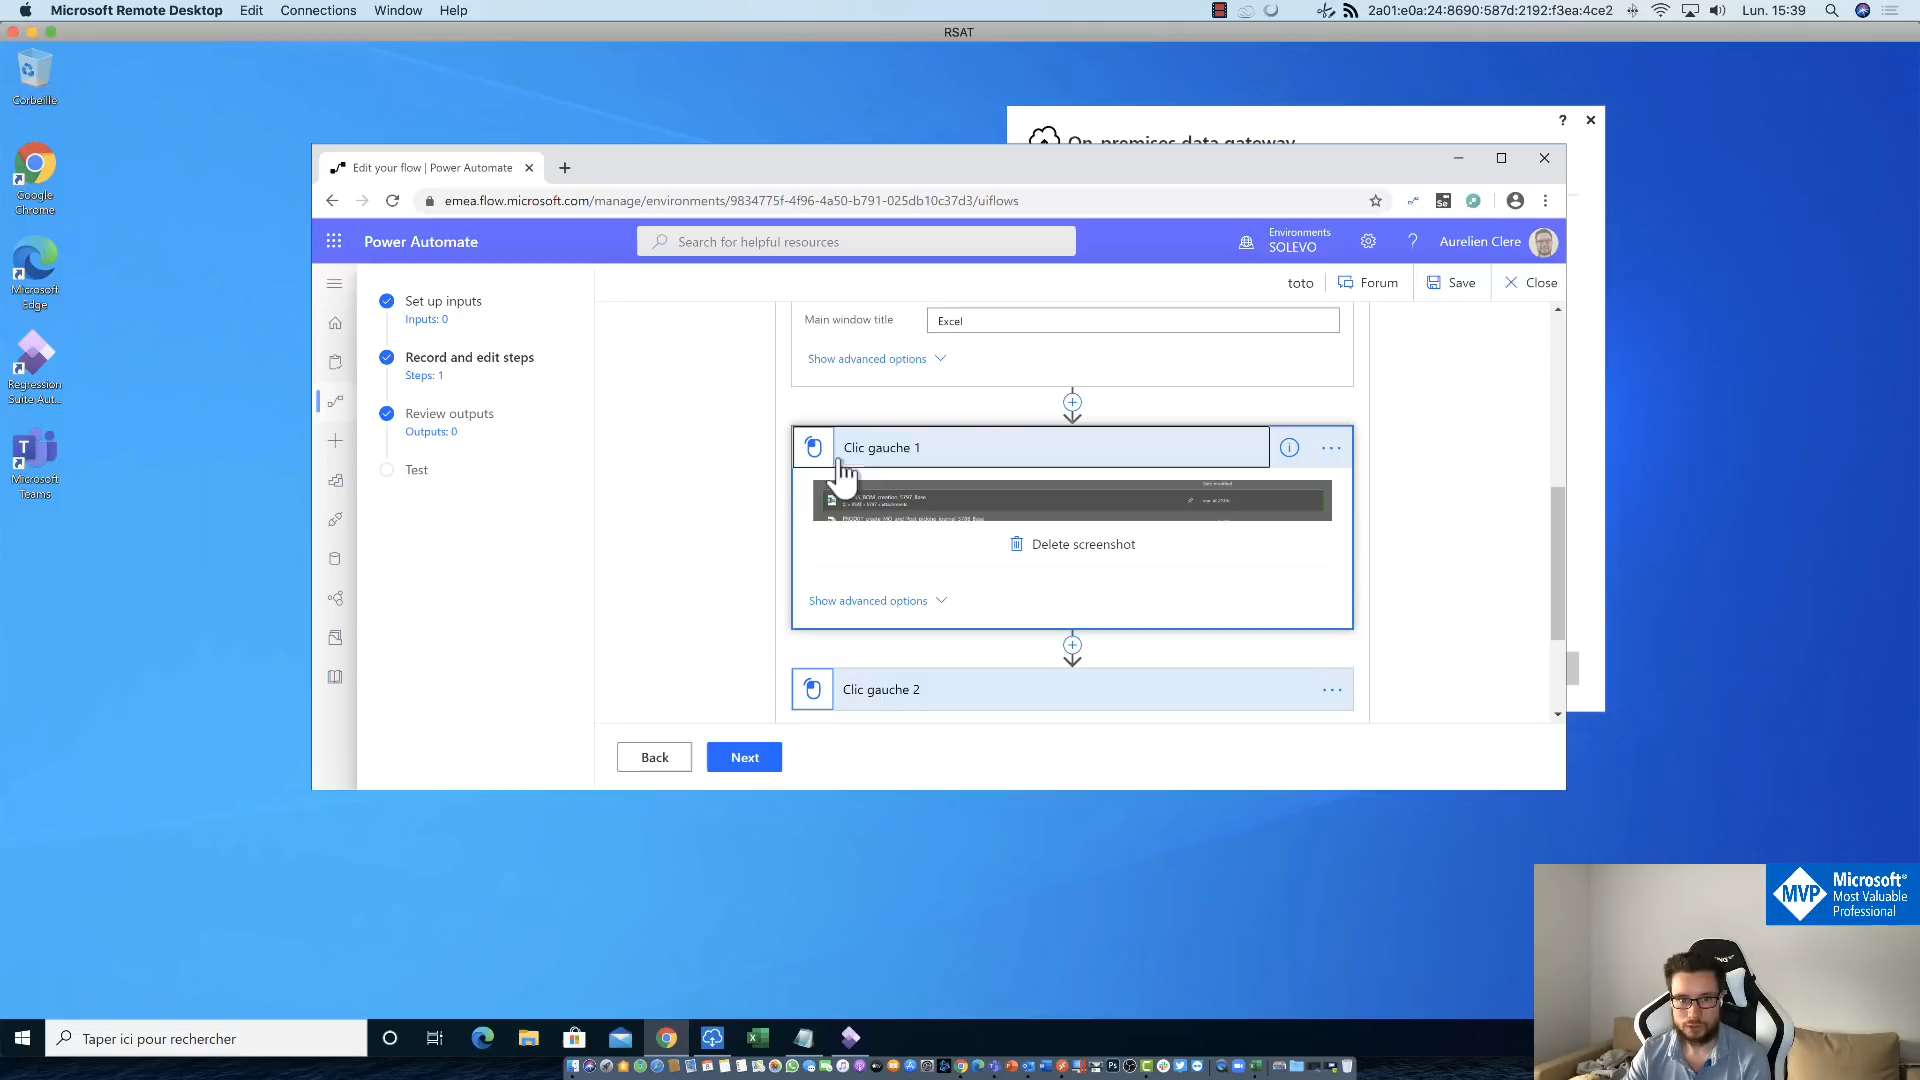 Microsoft Remote Desktop Edit Connections Window Help
2a01:e0a:24:8690:587d:2192:f3ea:4ce2 Lun. 15:39
RSAT
Corbeille
Google
Chrome
Microsoft
Edge
Regression
Suite Aut...
Microsoft
Teams
? ×
On-premises data gateway
Edit your flow | Power Automate
emea.flow.microsoft.com/manage/environments/9834775f-4f96-4a50-b791-025db10c37d3/uiflows
Power Automate
Search for helpful resources
Environments
SOLEVO
?
Aurelien Clere
toto
Forum
Save
Close
Set up inputs
Inputs: 0
Record and edit steps
Steps: 1
Review outputs
Outputs: 0
Test
Main window title
Excel
Show advanced options
Clic gauche 1
Date modified
BOM_creation_5797_Base
PROD07_create_MO_and_Post_picking_journal_5788_Base
Delete screenshot
Show advanced options
Clic gauche 2
Back
Next
MVP
Microsoft®
Most Valuable
Professional
Taper ici pour rechercher